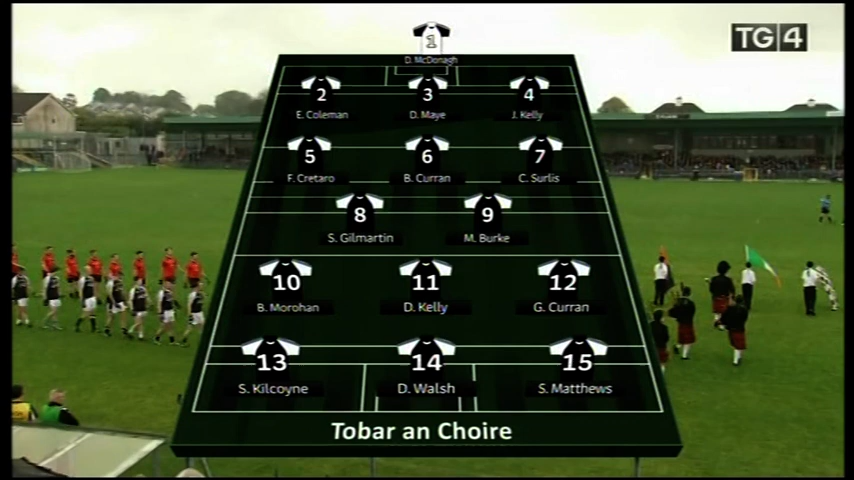 TG4
1
D. McDonagh
2 3 4
E. Coleman D. Maye J. Kelly
5 6 7
F. Cretaro B. Curran C. Surlis
8 9
S. Gilmartin M. Burke
10 11 12
B. Morohan D. Kelly G. Curran
13 14 15
S. Kilcoyne D. Walsh S. Matthews
Tobar an Choire